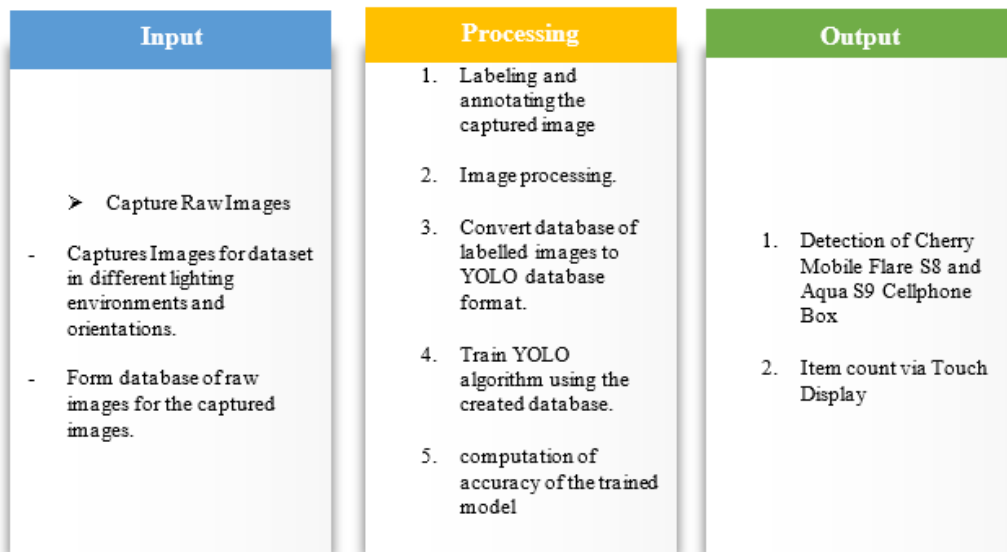 Input
➤ Capture Raw Images
- Captures Images for dataset
in different lighting
environments and
orientations.
- Form database of raw
images for the captured
images.
Processing
1. Labeling and
annotating the
captured image
2. Image processing.
3. Convert database of
labelled images to
YOLO database
format.
4. Train YOLO
algorithm using the
created database.
5. computation of
accuracy of the trained
model
Output
1. Detection of Cherry
Mobile Flare S8 and
Aqua S9 Cellphone
Box
2. Item count via Touch
Display